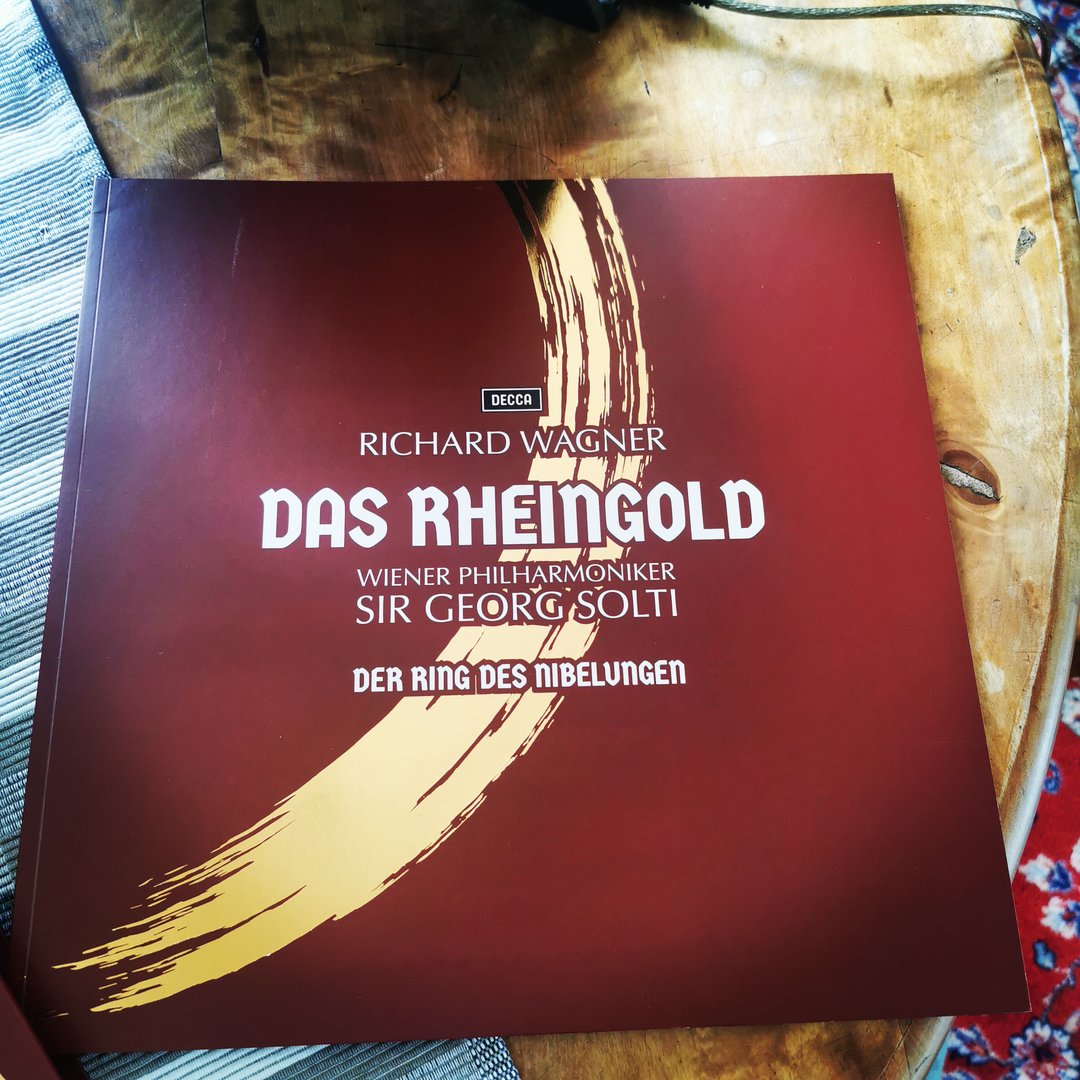 DECCA
RICHARD WAGNER
DAS RHEINGOLD
WIENER PHILHARMONIKER
SIR GEORG SOLTI
DER RING DES NIBELUNGEN